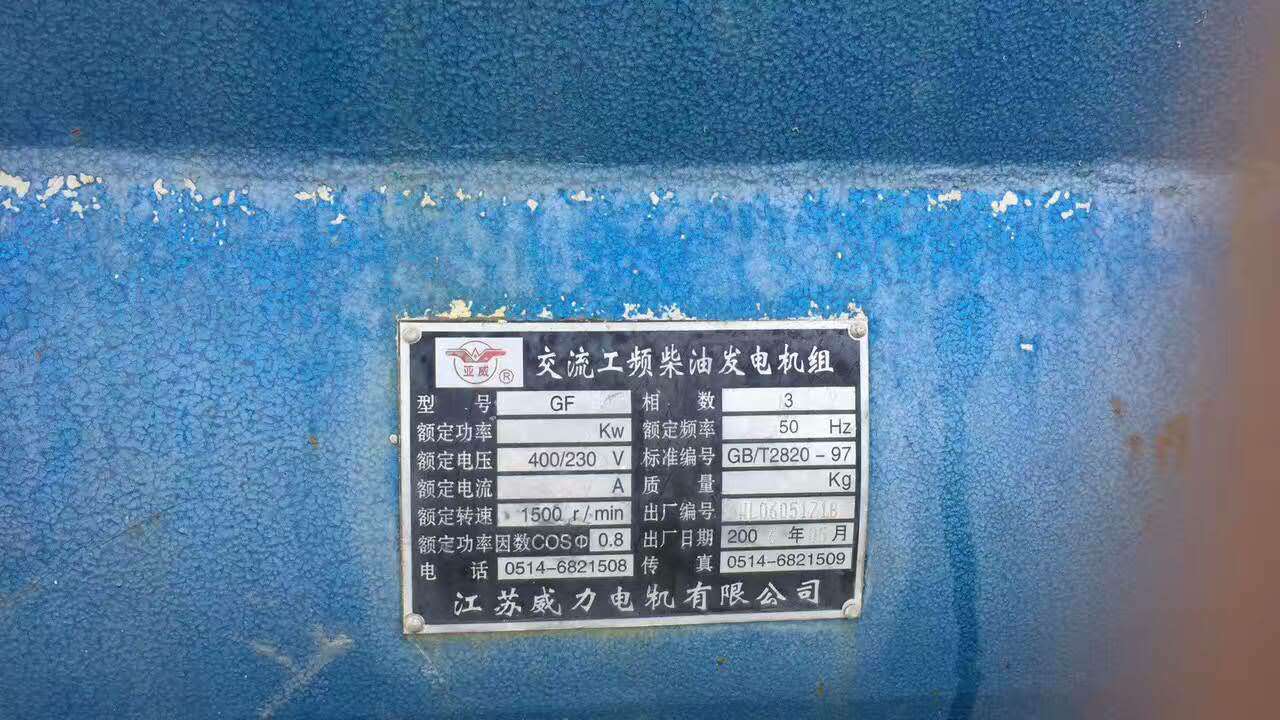 亚威 ® 交流工频柴油发电机组
型 号 GF 相 数 3
额定功率 Kw 额定频率 50 Hz
额定电压 400/230 V 标准编号 GB/T2820-97
额定电流 A 质 量 Kg
额定转速 1500 r/min 出厂编号
额定功率因数COSΦ 0.8 出厂日期 200 年 月
电 话 0514-6821508 传 真 0514-6821509
江苏威力电机有限公司